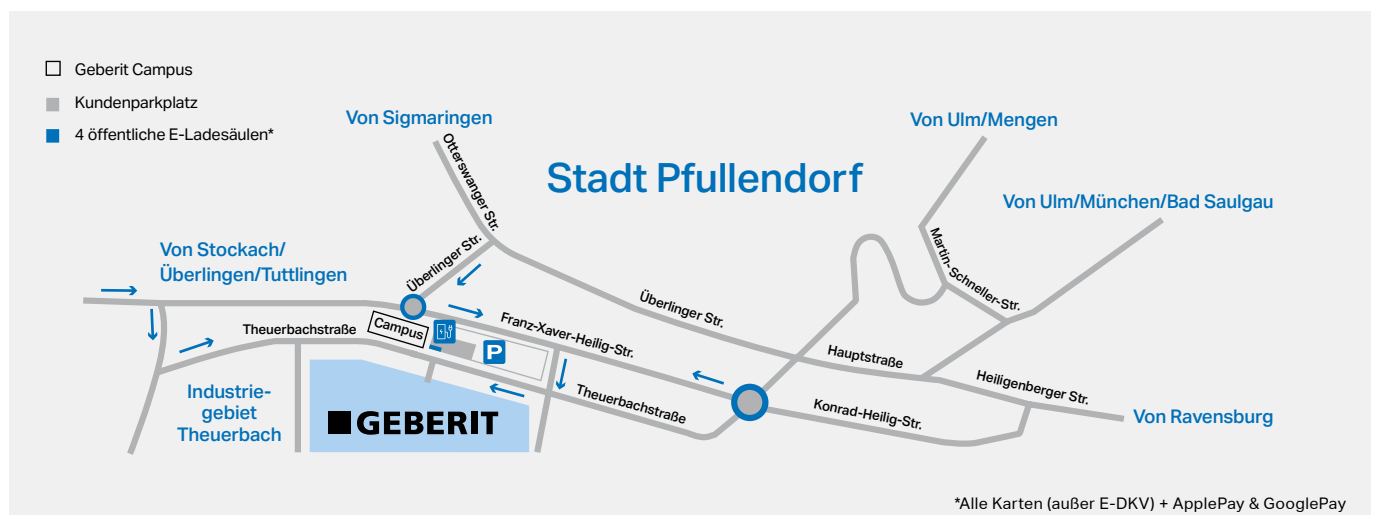 Geberit Campus
Kundenparkplatz
4 öffentliche E-Ladesäulen*
Von Sigmaringen
Von Ulm/Mengen
Stadt Pfullendorf
Von Ulm/München/Bad Saulgau
Otterswanger Str.
Von Stockach/
Überlingen/Tuttlingen
Überlinger Str.
Martin-Schneller-Str.
Überlinger Str.
Theuerbachstraße
Campus
Franz-Xaver-Heilig-Str.
P
Hauptstraße
Heiligenberger Str.
Industrie-
gebiet
Theuerbach
GEBERIT
Theuerbachstraße
Konrad-Heilig-Str.
Von Ravensburg
*Alle Karten (außer E-DKV) + ApplePay & GooglePay